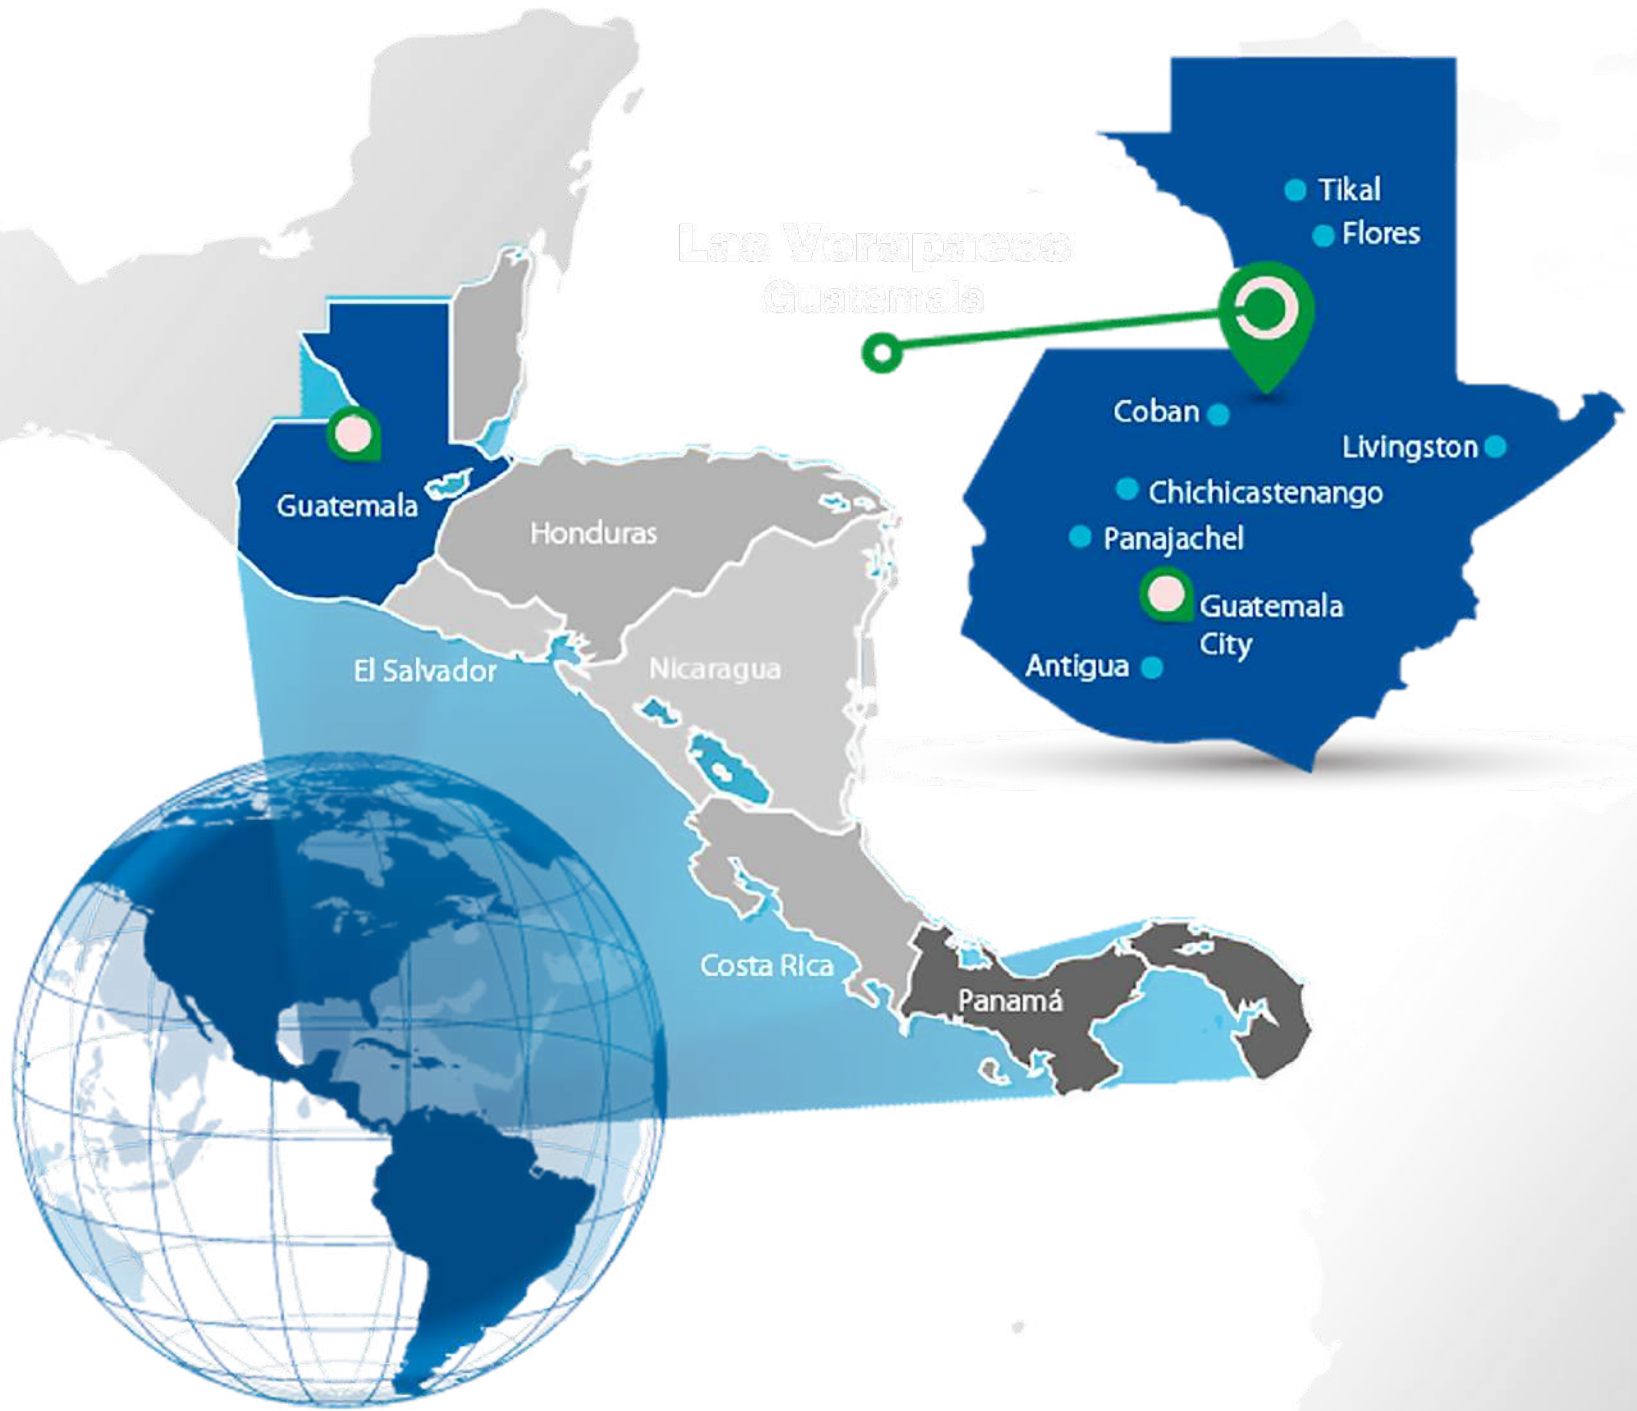 Las Verapaces
Guatemala
Tikal
Flores
Coban
Livingston
Chichicastenango
Panajachel
Guatemala
City
Antigua
Guatemala
Honduras
El Salvador
Nicaragua
Costa Rica
Panamá